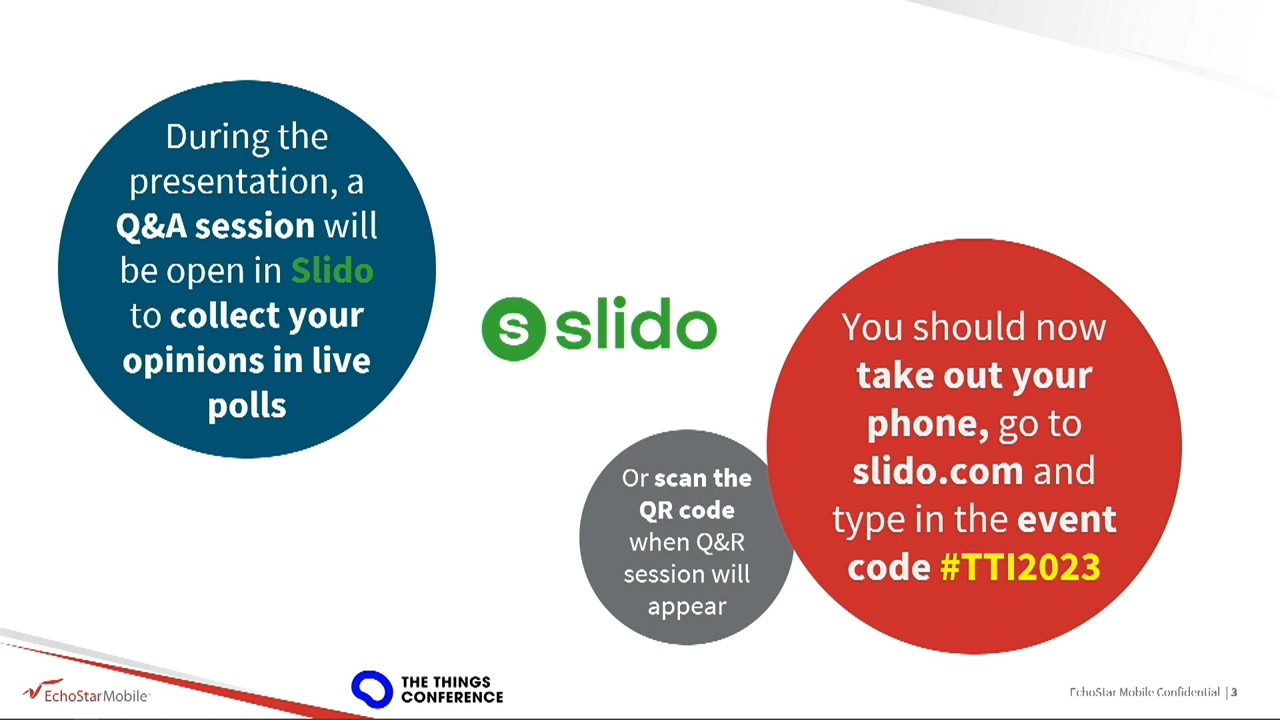 During the
presentation, a
Q&A session will
be open in Slido
to collect your
opinions in live
polls
s slido
You should now
take out your
phone, go to
slido.com and
type in the event
code #TTI2023
Or scan the
QR code
when Q&R
session will
appear
EchoStar Mobile
THE THINGS
CONFERENCE
EchoStar Mobile Confidential | 3